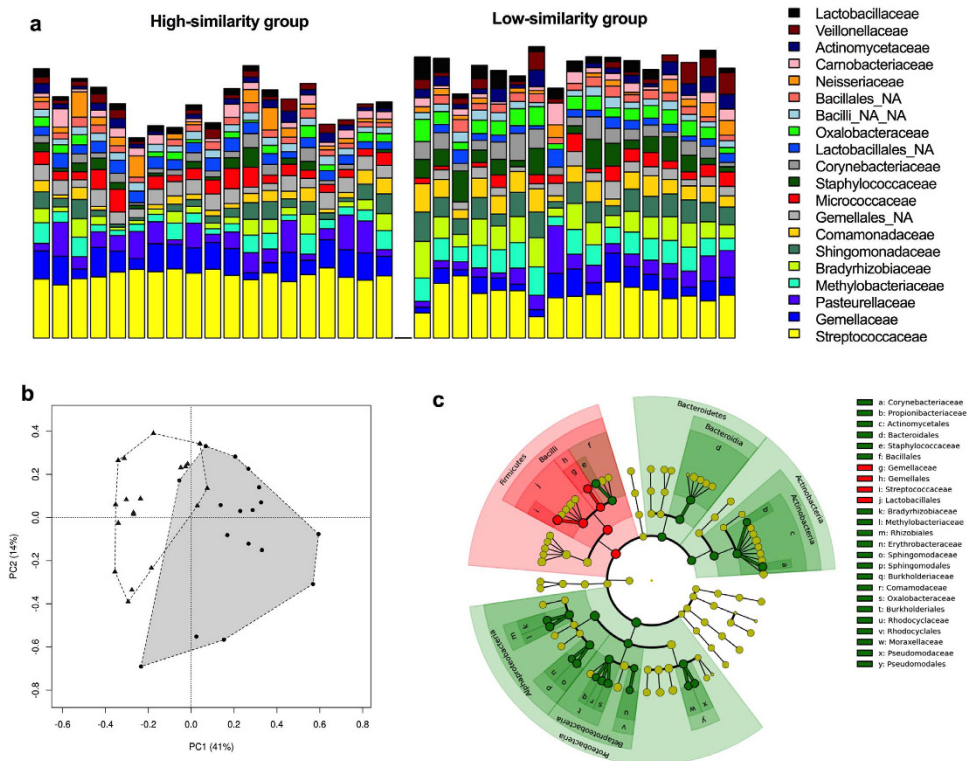 a
High-similarity group
Low-similarity group
Lactobacillaceae
Veillonellaceae
Actinomycetaceae
Carnobacteriaceae
Neisseriaceae
Bacillales_NA
Bacilli_NA_NA
Oxalobacteraceae
Lactobacillales_NA
Corynebacteriaceae
Staphylococcaceae
Micrococcaceae
Gemellales_NA
Comamonadaceae
Shingomonadaceae
Bradyrhizobiaceae
Methylobacteriaceae
Pasteurellaceae
Gemellaceae
Streptococcaceae
b
PC2 (14%)
0.4
0.2
0.0
-0.2
-0.4
-0.6
-0.8
-0.6
-0.4
-0.2
0.0
0.2
0.4
0.6
0.8
PC1 (41%)
c
Firmicutes
Bacilli
f
h
g
e
i
j
Bacteroidetes
Bacteroidia
d
Actinobacteria
Actinobacteria
b
c
a
Alphaproteobacteria
m
k
l
n
o
p
Betaproteobacteria
t
s
r
q
v
u
Proteobacteria
y
w
x
a: Corynebacteriaceae
b: Propionibacteriaceae
c: Actinomycetales
d: Bacteroidales
e: Staphylococcaceae
f: Bacillales
g: Gemellaceae
h: Gemellales
i: Streptococcaceae
j: Lactobacillales
k: Bradyrhizobiaceae
l: Methylobacteriaceae
m: Rhizobiales
n: Erythrobacteraceae
o: Sphingomodaceae
p: Sphingomodales
q: Burkholderiaceae
r: Comamodaceae
s: Oxalobacteraceae
t: Burkholderiales
u: Rhodocyclaceae
v: Rhodocyclales
w: Moraxellaceae
x: Pseudomodaceae
y: Pseudomodales